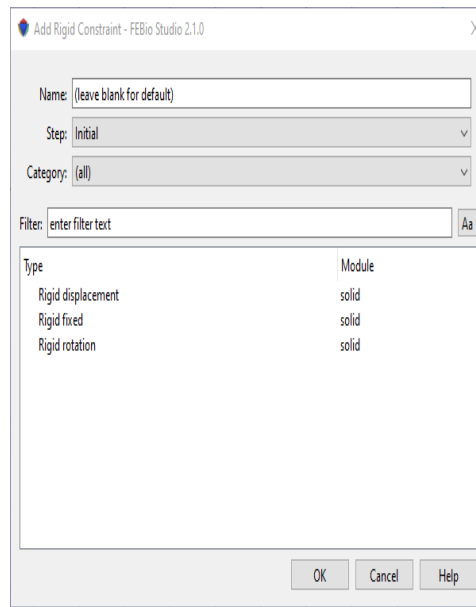 Add Rigid Constraint - FEBio Studio 2.1.0
Name: (leave blank for default)
Step: Initial
Category: (all)
Filter: enter filter text Aa
Type Module
Rigid displacement solid
Rigid fixed solid
Rigid rotation solid
OK Cancel Help